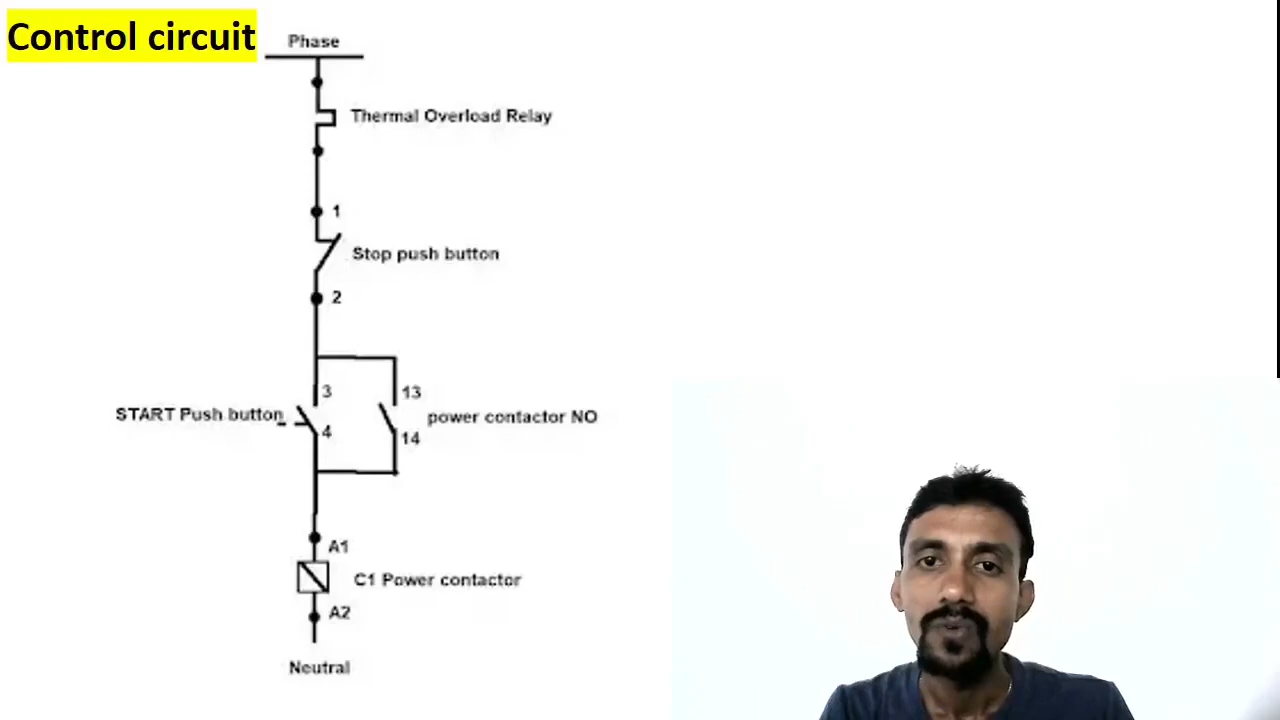 Control circuit
Phase
Thermal Overload Relay
1
Stop push button
2
3
13
START Push button
power contactor NO
4
14
A1
C1 Power contactor
A2
Neutral